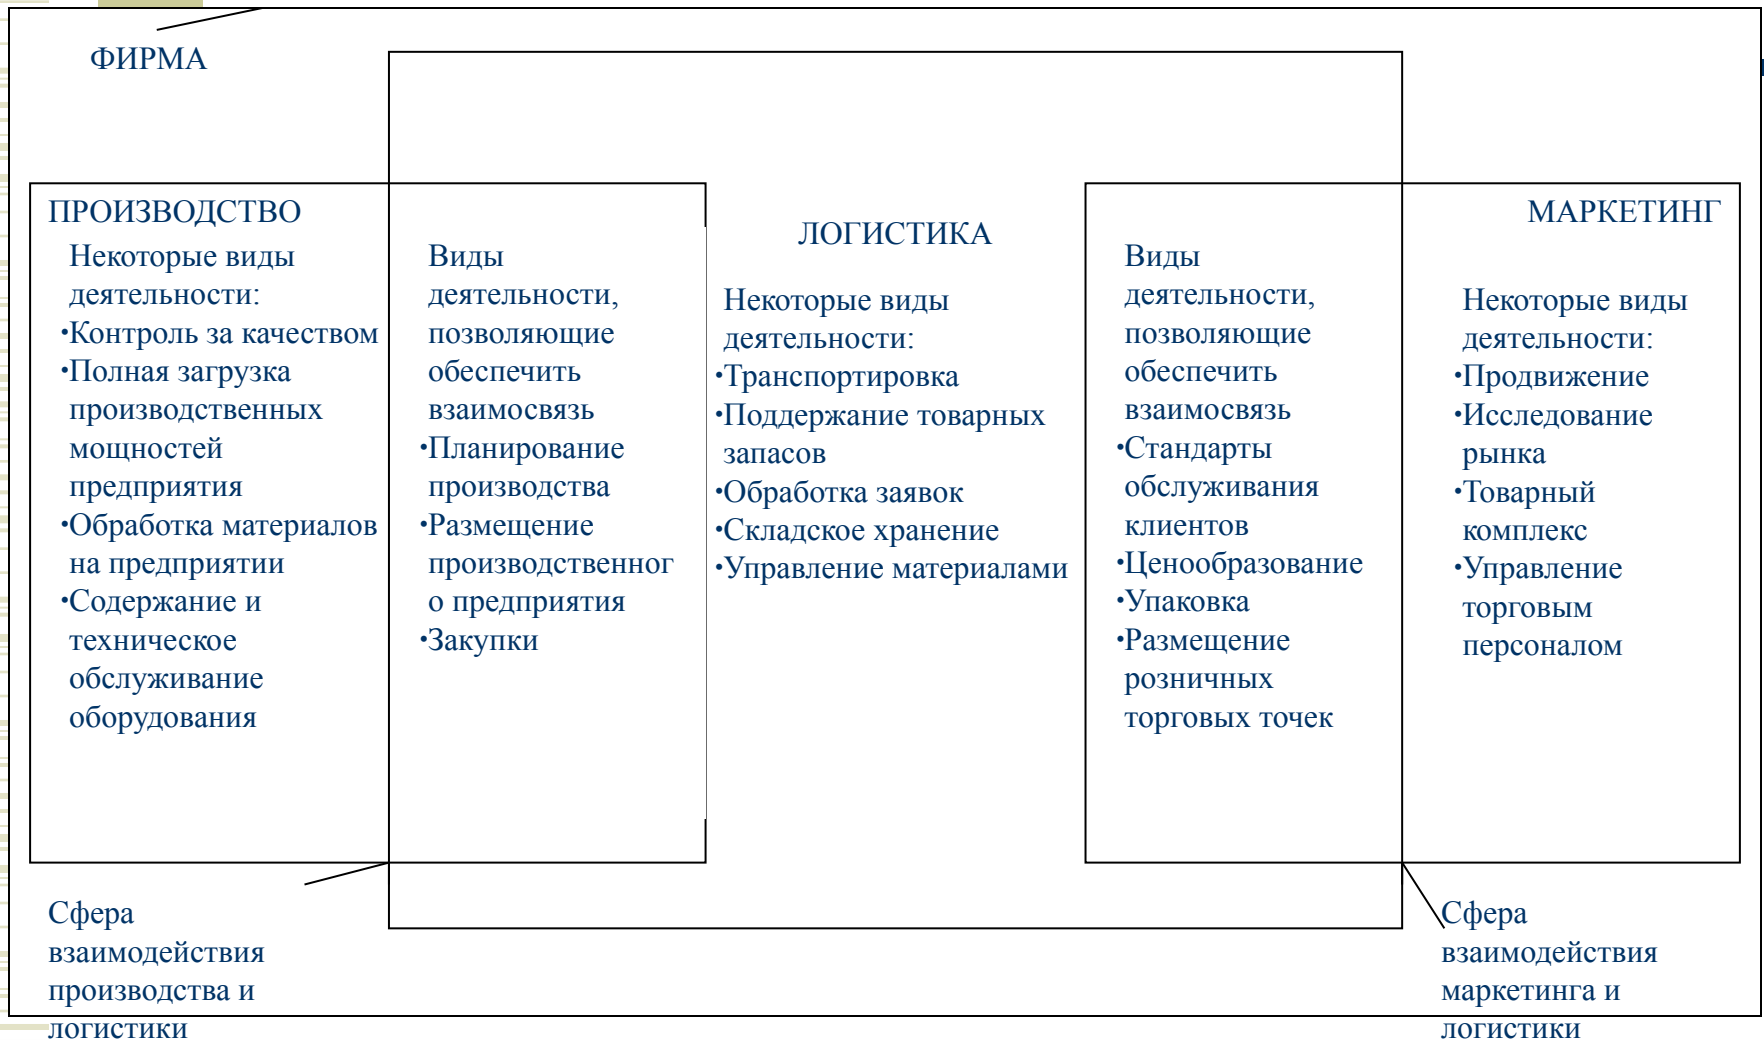 ФИРМА
ПРОИЗВОДСТВО
Некоторые виды
деятельности:
•Контроль за качеством
•Полная загрузка
производственных
мощностей
предприятия
•Обработка материалов
на предприятии
•Содержание и
техническое
обслуживание
оборудования
Виды
деятельности,
позволяющие
обеспечить
взаимосвязь
•Планирование
производства
•Размещение
производственног
о предприятия
•Закупки
ЛОГИСТИКА
Некоторые виды
деятельности:
•Транспортировка
•Поддержание товарных
запасов
•Обработка заявок
•Складское хранение
•Управление материалами
Виды
деятельности,
позволяющие
обеспечить
взаимосвязь
•Стандарты
обслуживания
клиентов
•Ценообразование
•Упаковка
•Размещение
розничных
торговых точек
МАРКЕТИНГ
Некоторые виды
деятельности:
•Продвижение
•Исследование
рынка
•Товарный
комплекс
•Управление
торговым
персоналом
Сфера
взаимодействия
производства и
логистики
Сфера
взаимодействия
маркетинга и
логистики